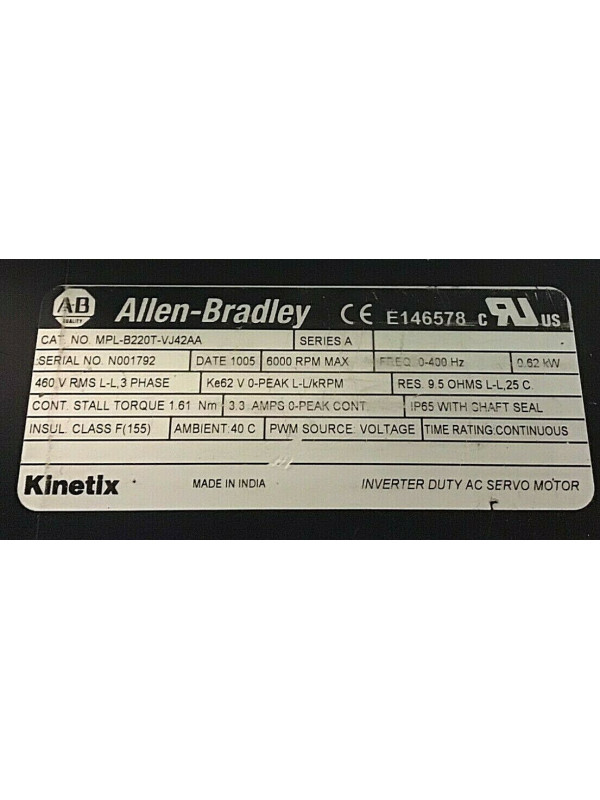 A-B QUALITY Allen-Bradley CE E146578 c RU US
CAT. NO. MPL-B220T-VJ42AA SERIES A
SERIAL NO. N001792 DATE 1005 6000 RPM MAX FREQ. 0-400 Hz 0.62 kW
460 V RMS L-L,3 PHASE Ke62 V 0-PEAK L-L/kRPM RES. 9.5 OHMS L-L,25 C.
CONT. STALL TORQUE 1.61 Nm 3.3 AMPS 0-PEAK CONT. IP65 WITH SHAFT SEAL
INSUL. CLASS F(155) AMBIENT 40 C PWM SOURCE VOLTAGE TIME RATING:CONTINUOUS
Kinetix MADE IN INDIA INVERTER DUTY AC SERVO MOTOR